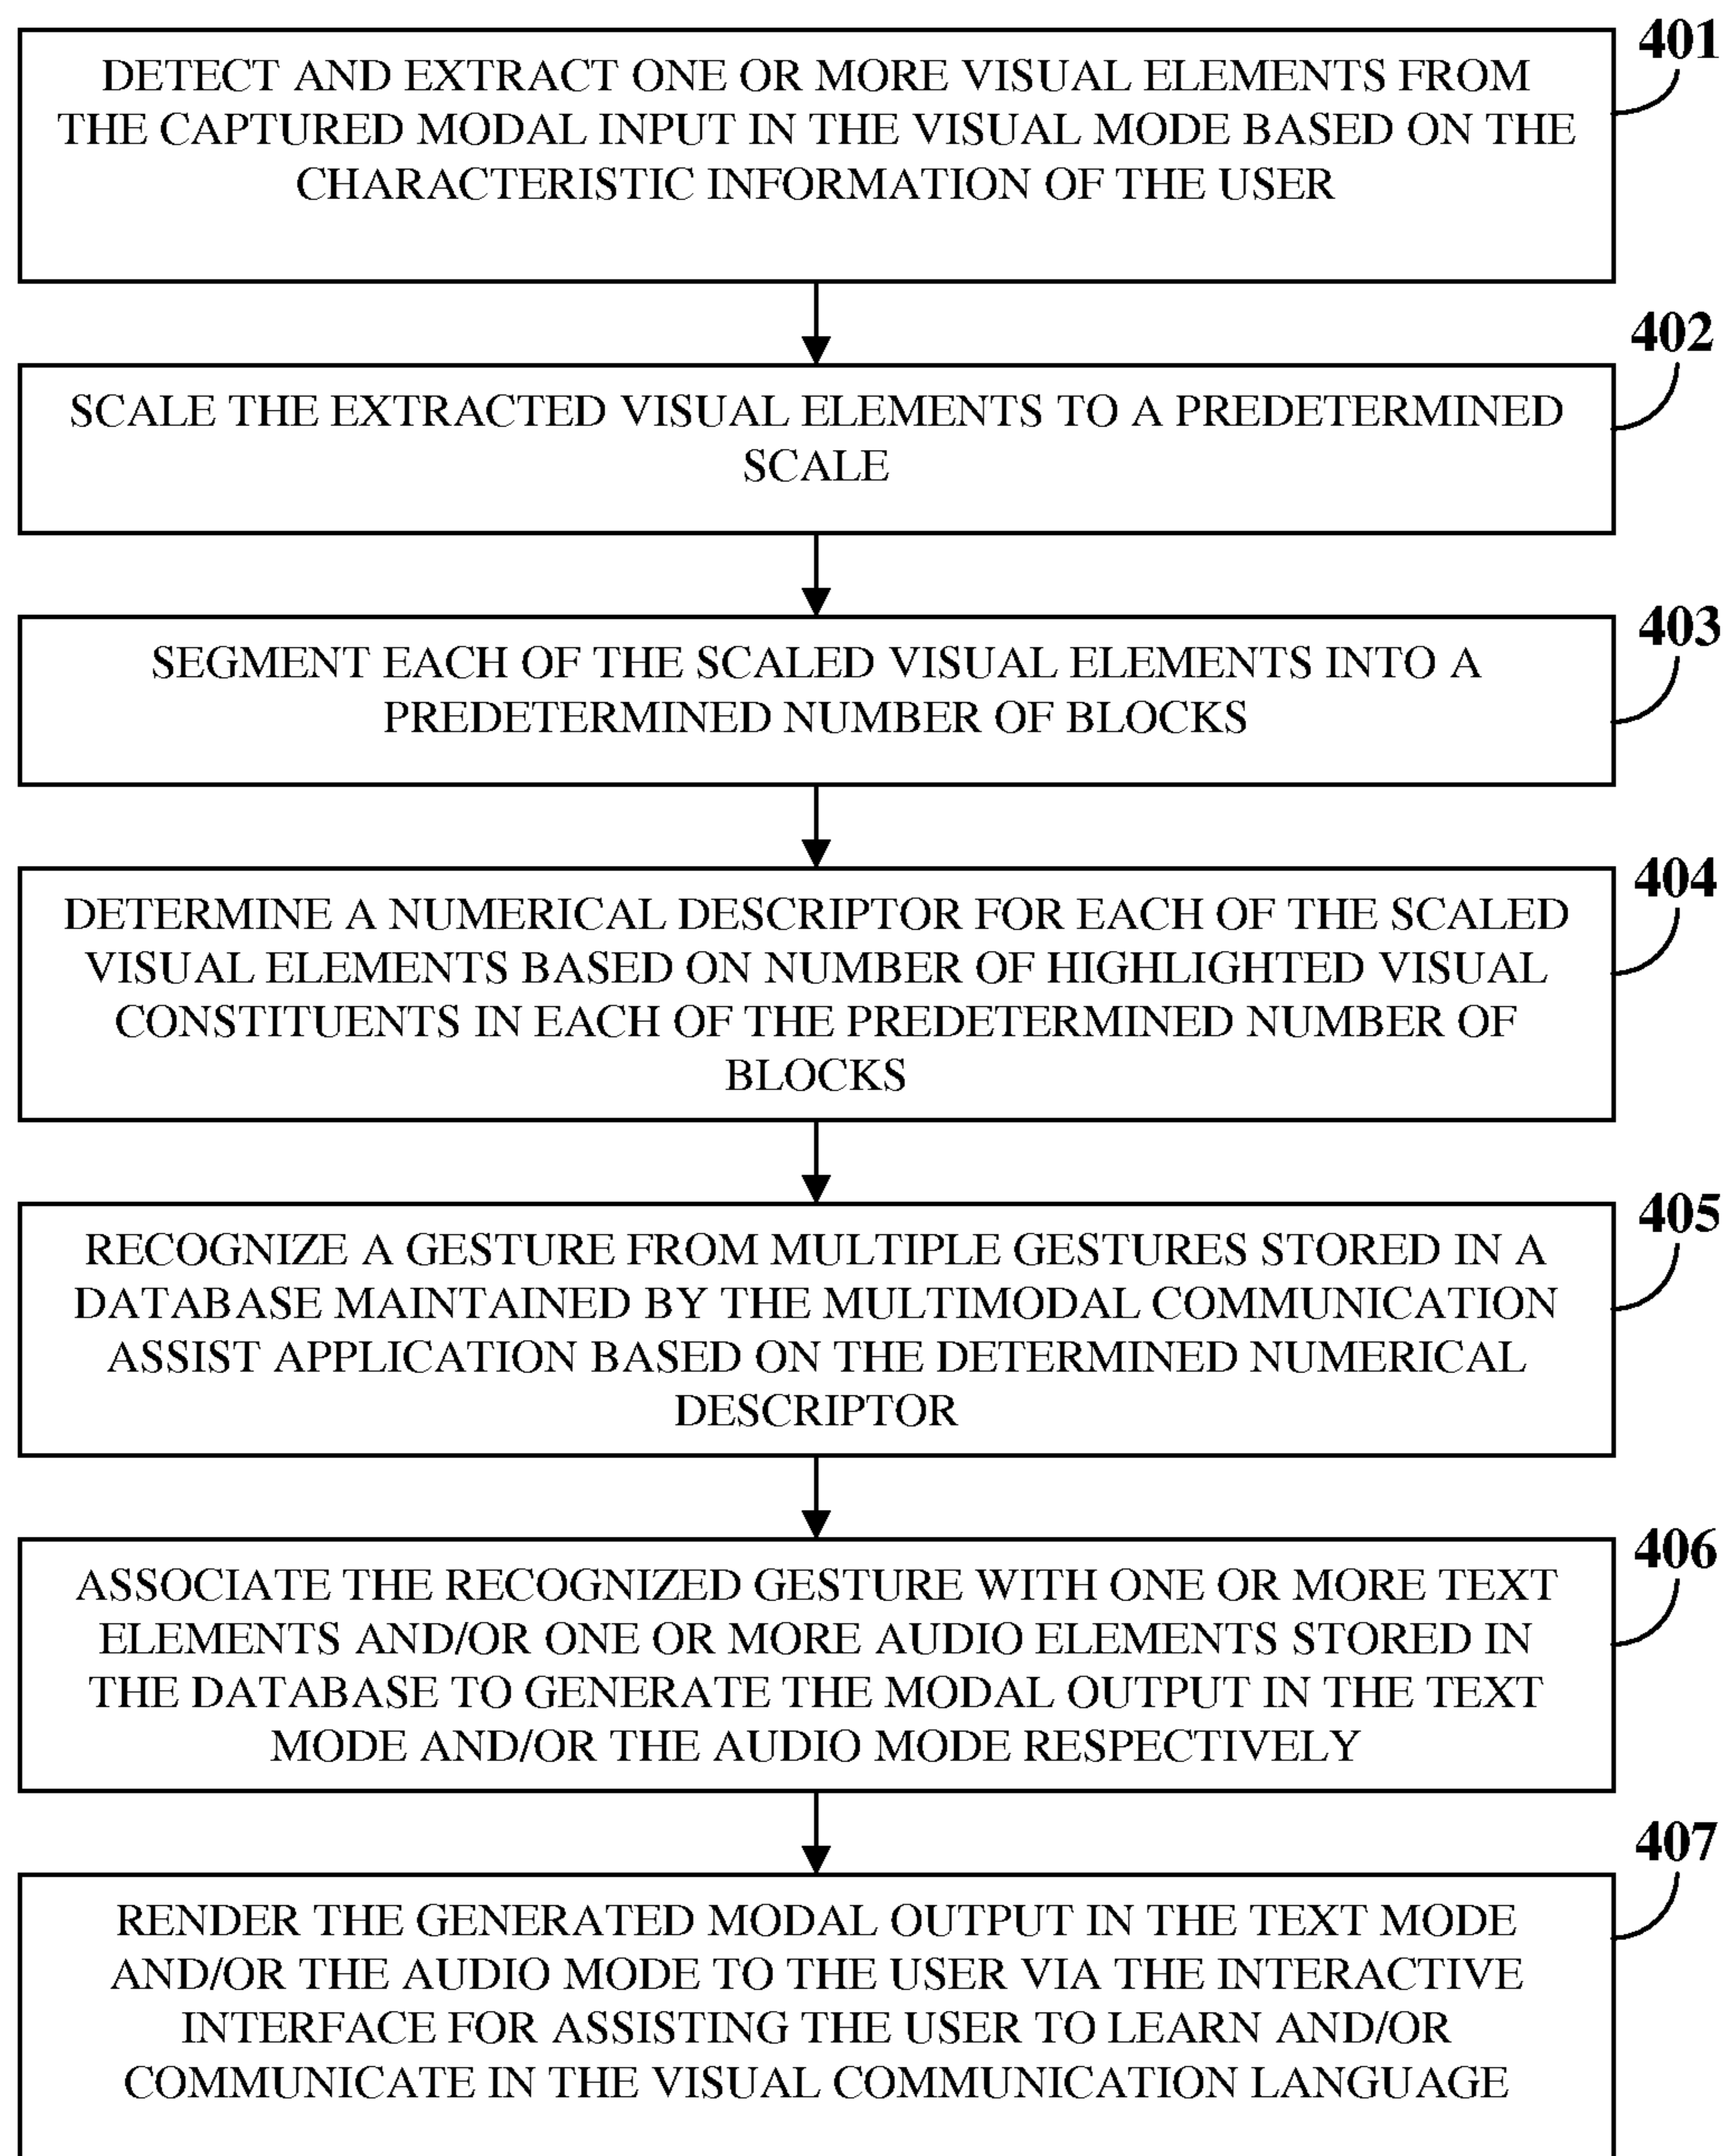 401
DETECT AND EXTRACT ONE OR MORE VISUAL ELEMENTS FROM
THE CAPTURED MODAL INPUT IN THE VISUAL MODE BASED ON THE
CHARACTERISTIC INFORMATION OF THE USER
402
SCALE THE EXTRACTED VISUAL ELEMENTS TO A PREDETERMINED
SCALE
403
SEGMENT EACH OF THE SCALED VISUAL ELEMENTS INTO A
PREDETERMINED NUMBER OF BLOCKS
404
DETERMINE A NUMERICAL DESCRIPTOR FOR EACH OF THE SCALED
VISUAL ELEMENTS BASED ON NUMBER OF HIGHLIGHTED VISUAL
CONSTITUENTS IN EACH OF THE PREDETERMINED NUMBER OF
BLOCKS
405
RECOGNIZE A GESTURE FROM MULTIPLE GESTURES STORED IN A
DATABASE MAINTAINED BY THE MULTIMODAL COMMUNICATION
ASSIST APPLICATION BASED ON THE DETERMINED NUMERICAL
DESCRIPTOR
406
ASSOCIATE THE RECOGNIZED GESTURE WITH ONE OR MORE TEXT
ELEMENTS AND/OR ONE OR MORE AUDIO ELEMENTS STORED IN
THE DATABASE TO GENERATE THE MODAL OUTPUT IN THE TEXT
MODE AND/OR THE AUDIO MODE RESPECTIVELY
407
RENDER THE GENERATED MODAL OUTPUT IN THE TEXT MODE
AND/OR THE AUDIO MODE TO THE USER VIA THE INTERACTIVE
INTERFACE FOR ASSISTING THE USER TO LEARN AND/OR
COMMUNICATE IN THE VISUAL COMMUNICATION LANGUAGE